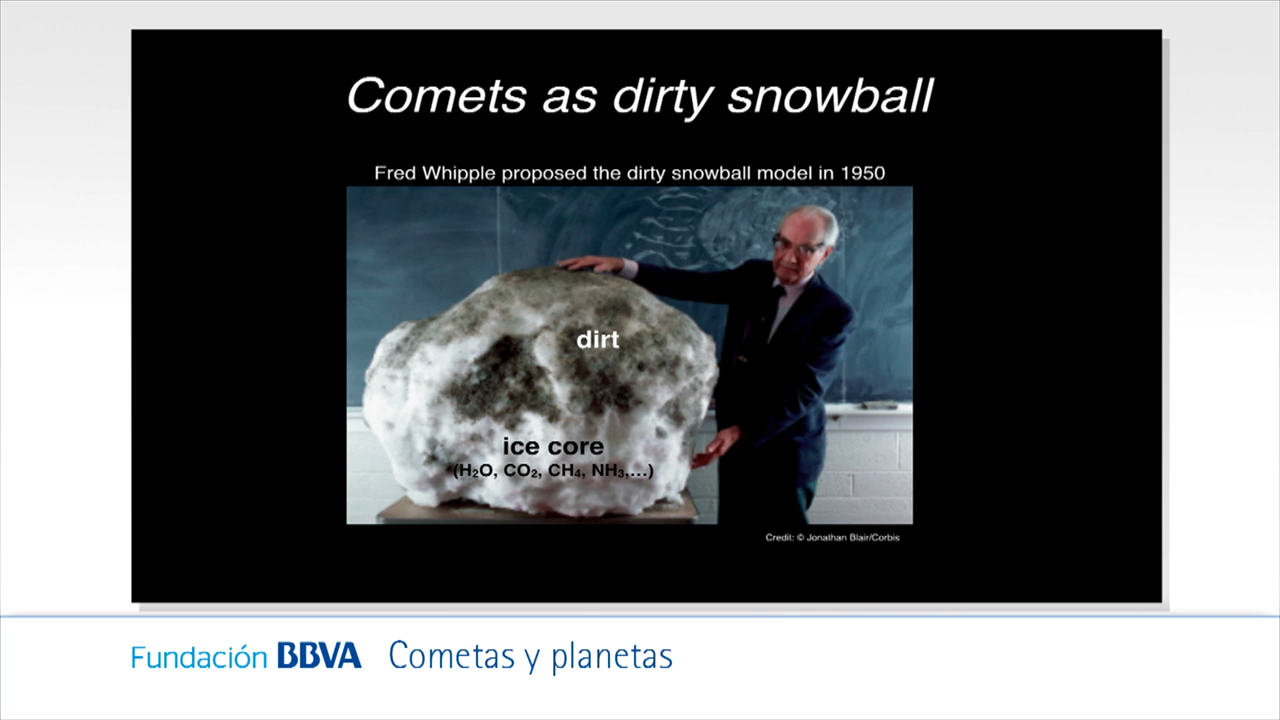 Comets as dirty snowball
Fred Whipple proposed the dirty snowball model in 1950
dirt
ice core
(H₂O, CO₂, CH₄, NH₃,...)
Credit: © Jonathan Blair/Corbis
Fundación BBVA Cometas y planetas